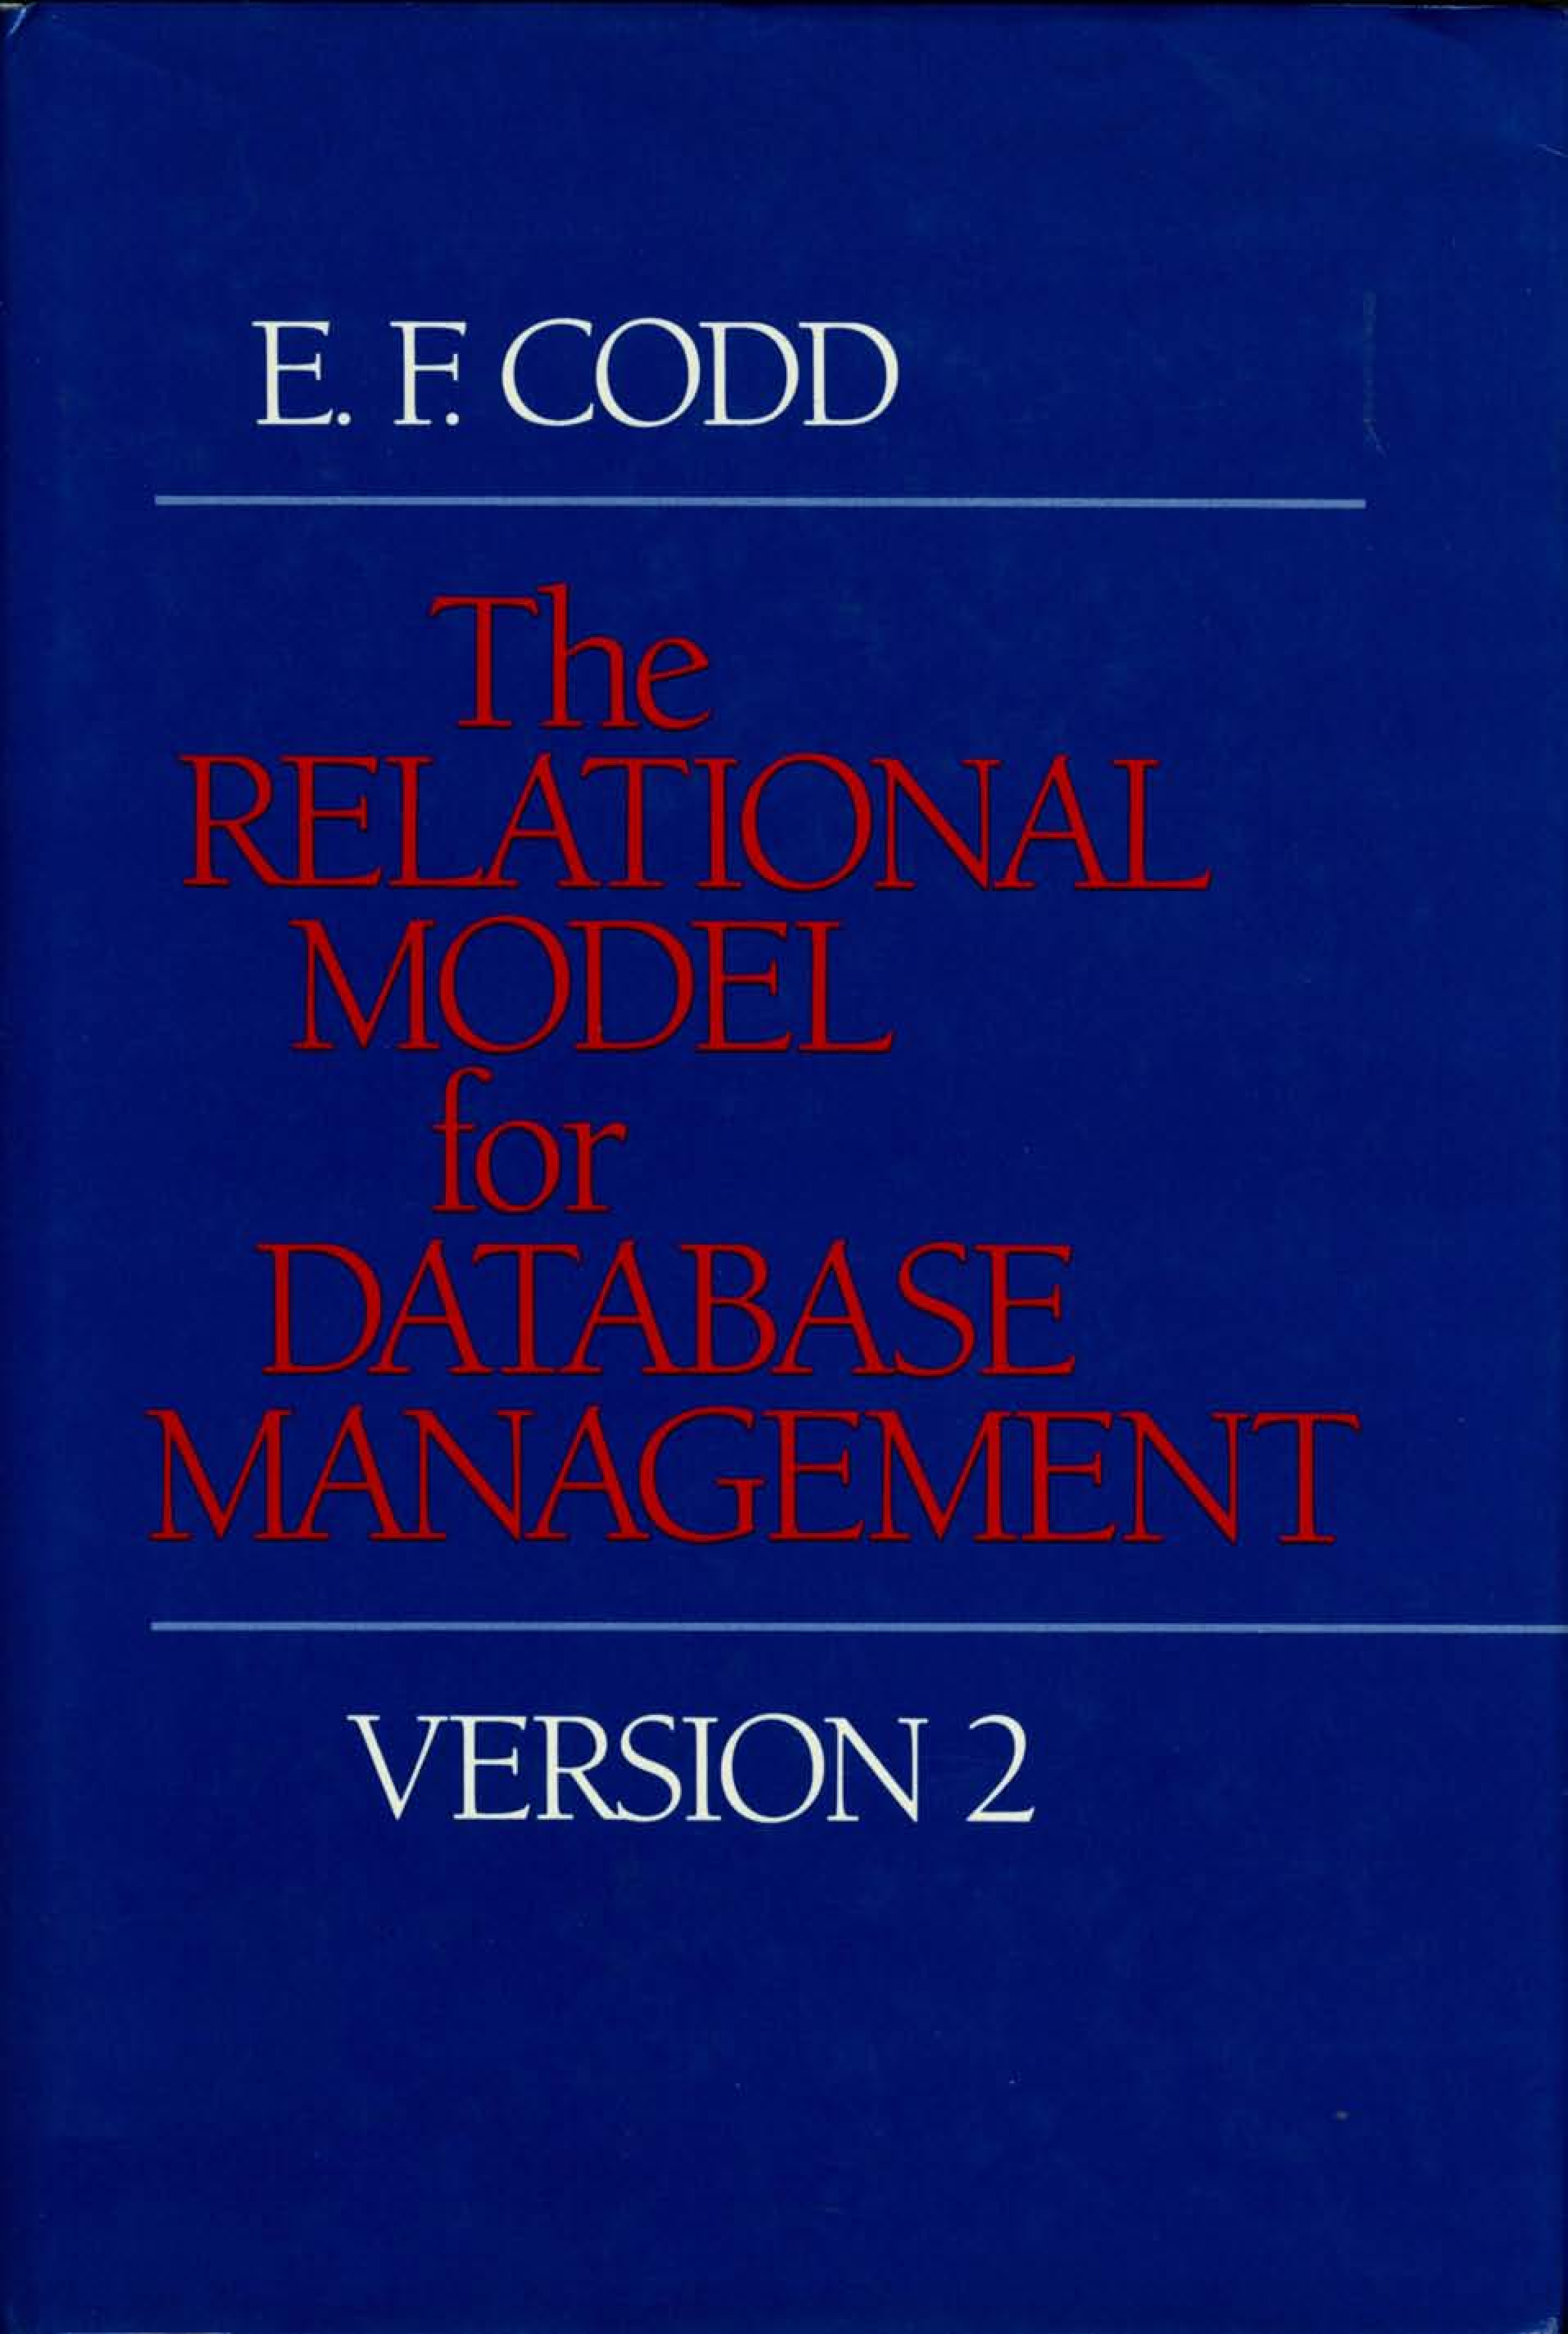 E. F. CODD
The
RELATIONAL
MODEL
for
DATABASE
MANAGEMENT
VERSION 2